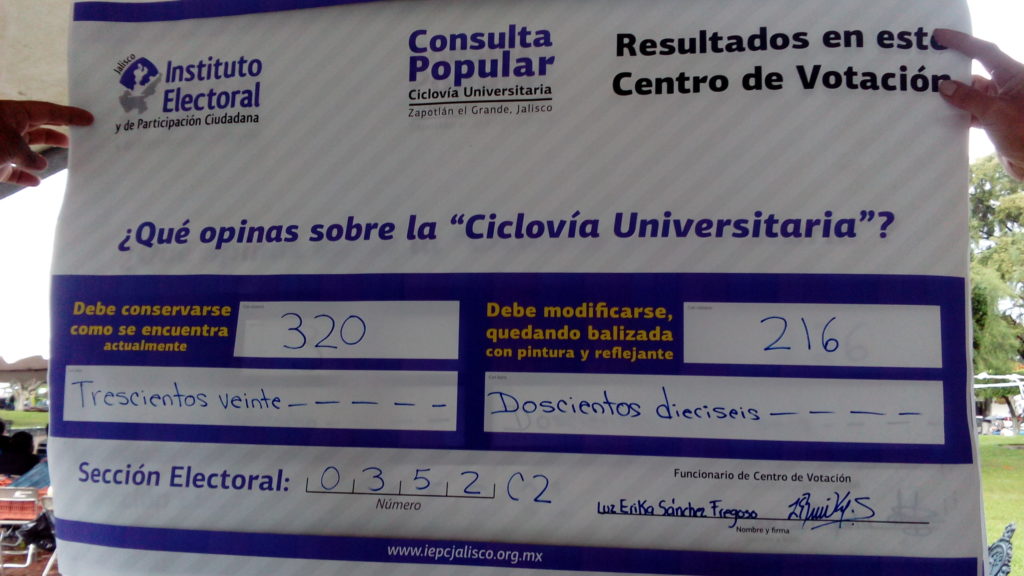 Jalisco
Instituto
Electoral
y de Participación Ciudadana
Consulta
Popular
Ciclovía Universitaria
Zapotlán el Grande, Jalisco
Resultados en este
Centro de Votación
¿Qué opinas sobre la "Ciclovía Universitaria"?
Debe conservarse
como se encuentra
actualmente
320
Trescientos veinte – – – – –
Debe modificarse,
quedando balizada
con pintura y reflejante
216
Doscientos dieciseis – – – –
Sección Electoral: 0 3 5 2 C2
Número
Funcionario de Centro de Votación
Luz Erika Sánchez Fregoso
Nombre y firma
www.iepcjalisco.org.mx